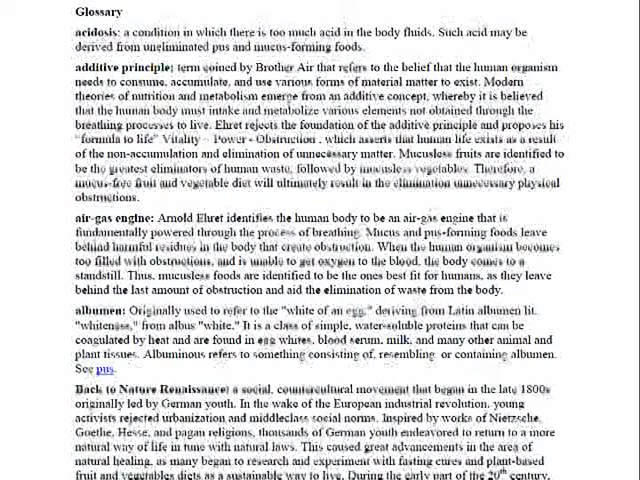 Glossary
acidosis: a condition in which there is too much acid in the body fluids. Such acid may be
derived from uneliminated pus and mucus-forming foods.
additive principle: term coined by Brother Air that refers to the belief that the human organism
needs to consume, accumulate, and use various forms of material matter to exist. Modern
theories of nutrition and metabolism emerge from an additive concept, whereby it is believed
that the human body must intake and metabolize various elements not obtained through the
breathing processes to live. Ehret rejects the foundation of the additive principle and proposes his
"formula to life" Vitality = Power - Obstruction, which asserts that human life exists as a result
of the non-accumulation and elimination of unnecessary matter. Mucusless fruits are identified to
be the greatest eliminators of human waste, followed by mucusless vegetables. Therefore, a
mucus-free fruit and vegetable diet will ultimately result in the elimination unnecessary physical
obstructions.
air-gas engine: Arnold Ehret identifies the human body to be an air-gas engine that is
fundamentally powered through the process of breathing. Mucus and pus-forming foods leave
behind harmful residues in the body that create obstruction. When the human organism becomes
too filled with obstructions, and is unable to get oxygen to the blood, the body comes to a
standstill. Thus, mucusless foods are identified to be the ones best fit for humans, as they leave
behind the last amount of obstruction and aid the elimination of waste from the body.
albumen: Originally used to refer to the "white of an egg," deriving from Latin albumen lit.
"whiteness," from albus "white." It is a class of simple, water-soluble proteins that can be
coagulated by heat and are found in egg whites, blood serum, milk, and many other animal and
plant tissues. Albuminous refers to something consisting of, resembling, or containing albumen.
See pus.
Back to Nature Renaissance: a social, countercultural movement that began in the late 1800s
originally led by German youth. In the wake of the European industrial revolution, young
activists rejected urbanization and middleclass social norms. Inspired by works of Nietzsche,
Goethe, Hesse, and pagan religions, thousands of German youth endeavored to return to a more
natural way of life in tune with natural laws. This caused great advancements in the area of
natural healing, as many began to research and experiment with fasting cures and plant-based
fruit and vegetables diets as a sustainable way to live. During the early part of the 20th century,